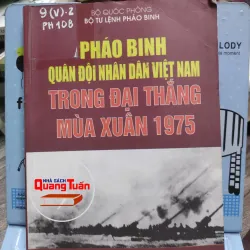 9(V)2
PH 108
BỘ QUỐC PHÒNG
BỘ TƯ LỆNH PHÁO BINH
PHÁO BINH
QUÂN ĐỘI NHÂN DÂN VIỆT NAM
TRONG ĐẠI THẮNG
MÙA XUÂN 1975
NHÀ SÁCH
Quang Tuấn
LODY